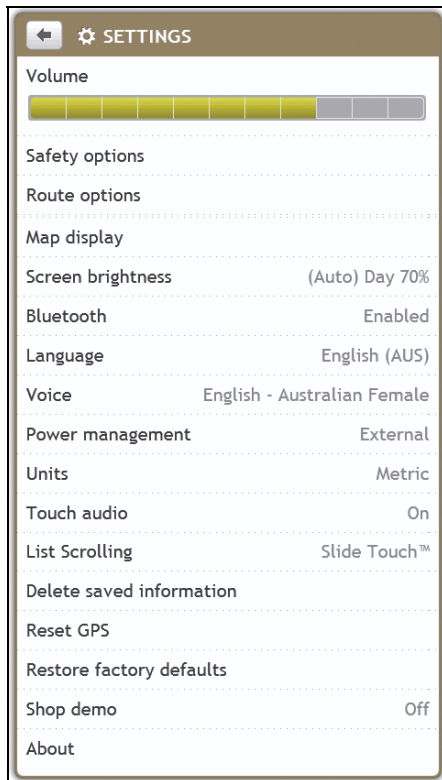 SETTINGS
Volume
Safety options
Route options
Map display
Screen brightness (Auto) Day 70%
Bluetooth Enabled
Language English (AUS)
Voice English - Australian Female
Power management External
Units Metric
Touch audio On
List Scrolling Slide Touch™
Delete saved information
Reset GPS
Restore factory defaults
Shop demo Off
About